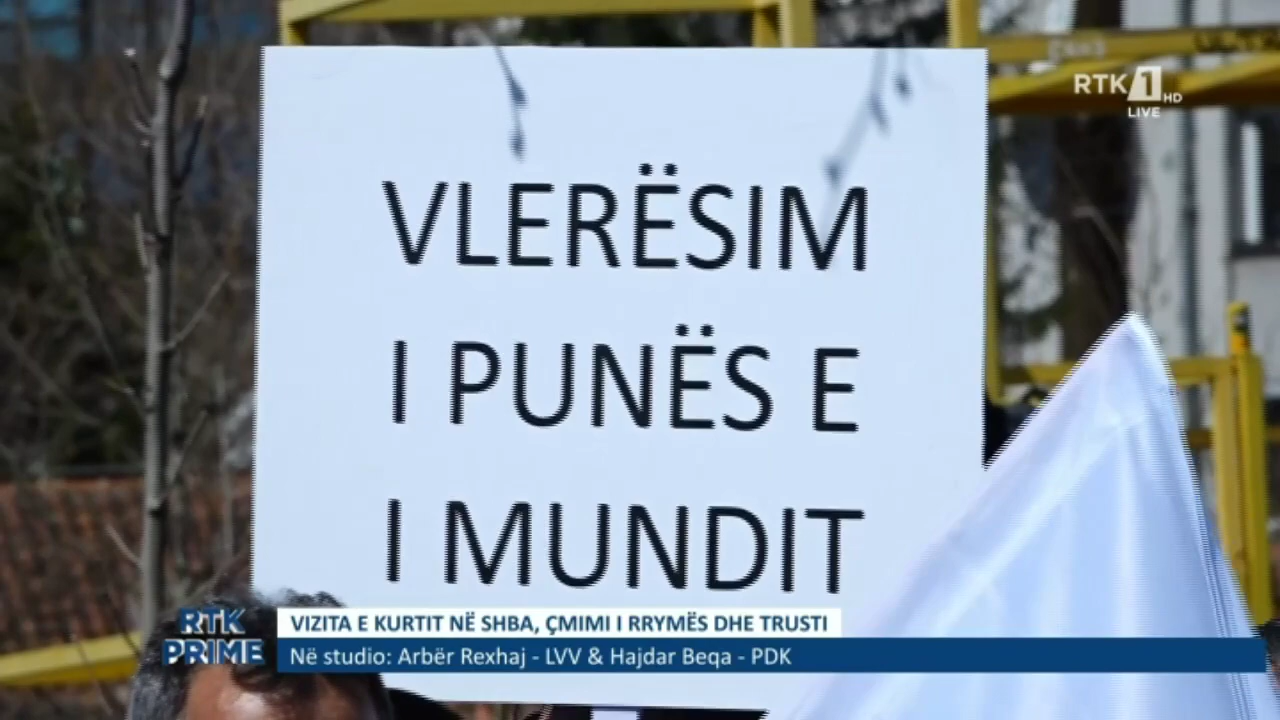 RTK 1 HD
LIVE
VLERËSIM
I PUNËS E
I MUNDIT
RTK
PRIME
VIZITA E KURTIT NË SHBA, ÇMIMI I RRYMËS DHE TRUSTI
Në studio: Arbër Rexhaj - LVV & Hajdar Beqa - PDK